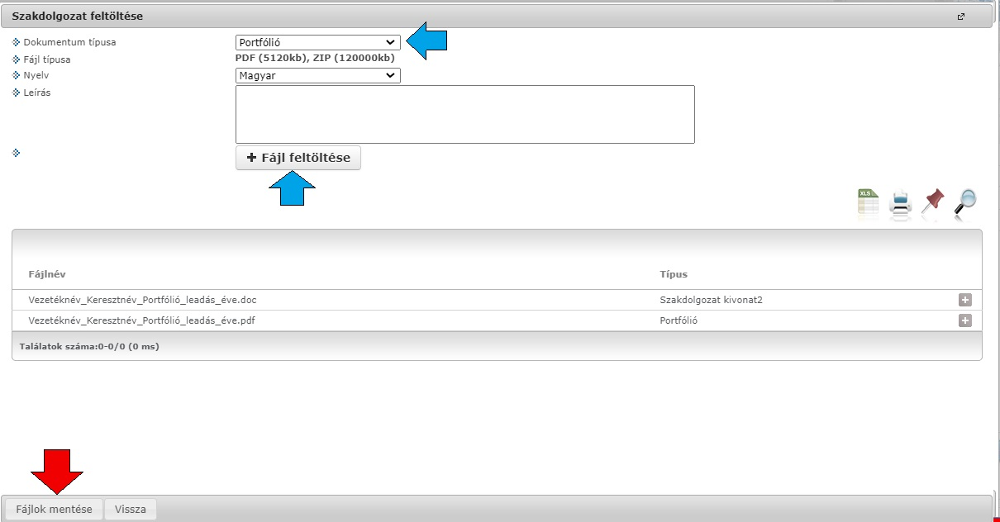 Szakdolgozat feltöltése
Dokumentum típusa Portfólió
Fájl típusa PDF (5120kb), ZIP (120000kb)
Nyelv Magyar
Leírás
+ Fájl feltöltése
XLS
Fájlnév Típus
Vezetéknév_Keresztnév_Portfólió_leadás_éve.doc Szakdolgozat kivonat2
Vezetéknév_Keresztnév_Portfólió_leadás_éve.pdf Portfólió
Találatok száma:0-0/0 (0 ms)
Fájlok mentése Vissza